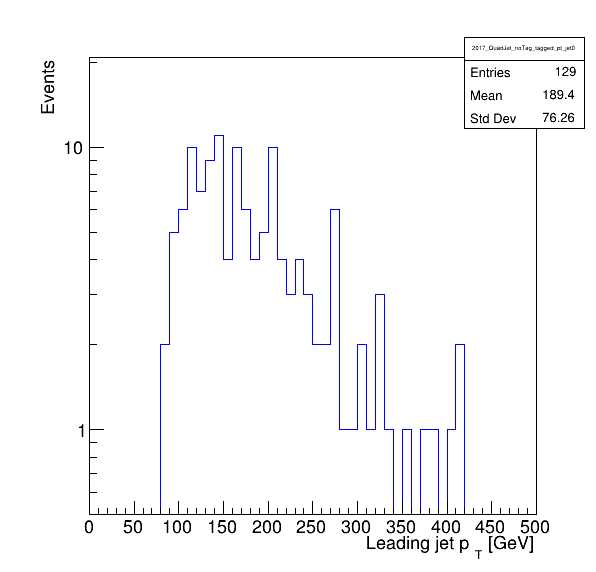 2017_QuadJet_noTag_tagged_pt_jet0
Entries 129
Mean 189.4
Std Dev 76.26
Events
10
1
0 50 100 150 200 250 300 350 400 450 500
Leading jet p T [GeV]